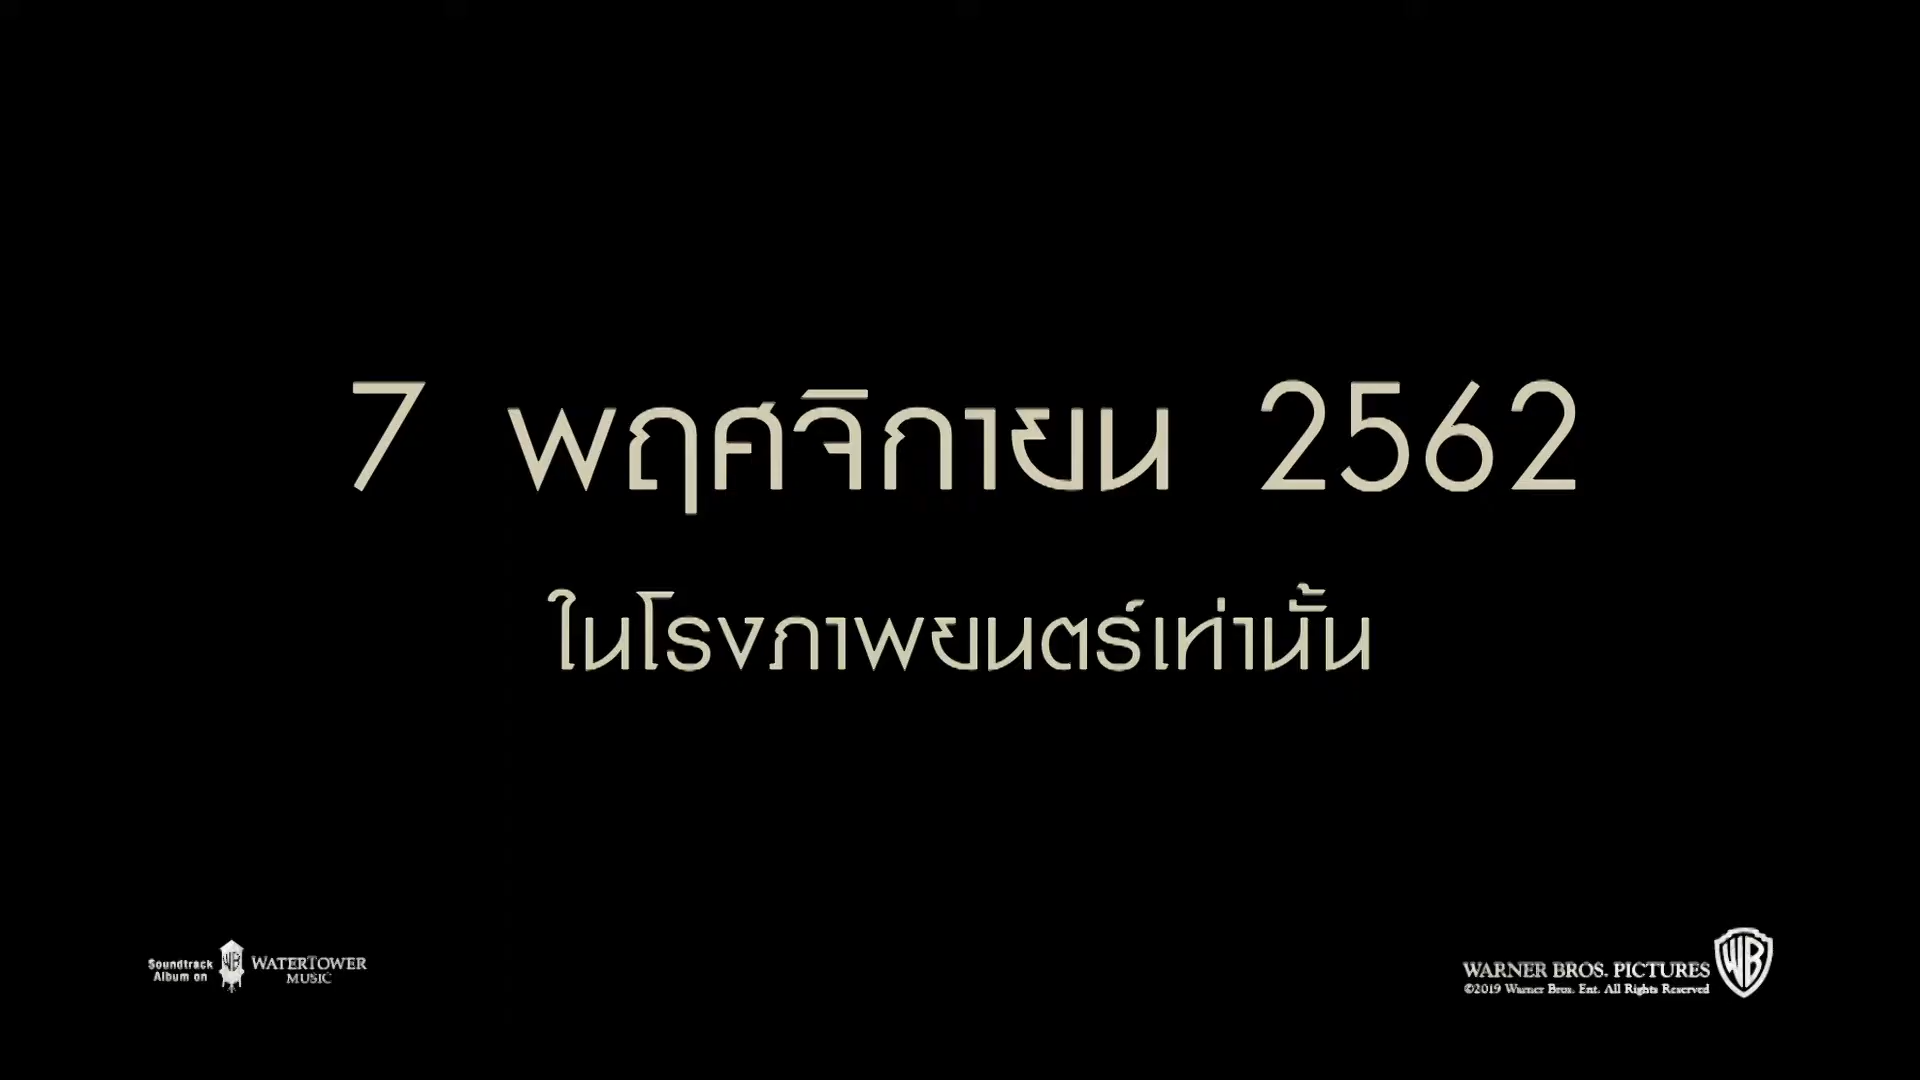 7 พฤศจิกายน 2562
ในโรงภาพยนตร์เท่านั้น
Soundtrack
Album on
WB
WATERTOWER
MUSIC
WARNER BROS. PICTURES
©2019 Warner Bros. Ent. All Rights Reserved
WB